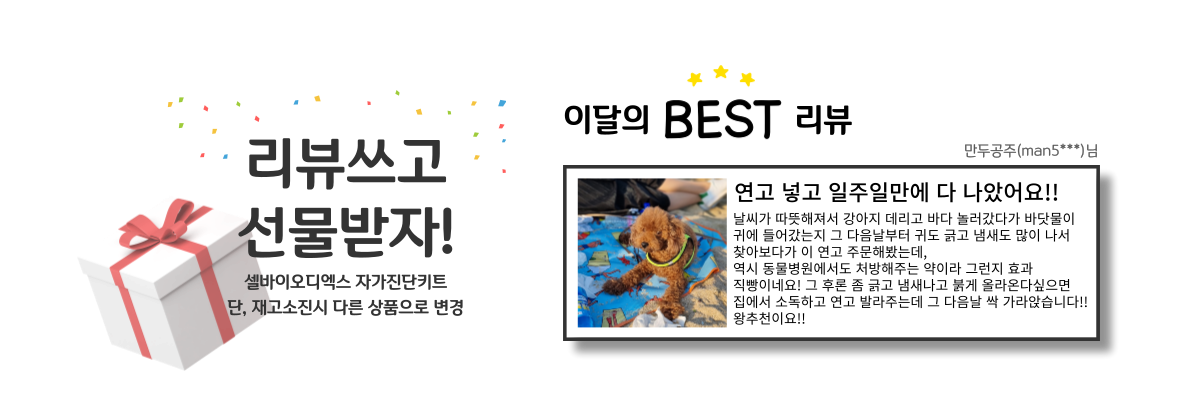 리뷰쓰고
선물받자!
셀바이오디엑스 자가진단키트
단, 재고소진시 다른 상품으로 변경
이달의 BEST 리뷰
만두공주(man5***)님
연고 넣고 일주일만에 다 나았어요!!
날씨가 따뜻해져서 강아지 데리고 바다 놀러갔다가 바닷물이
귀에 들어갔는지 그 다음날부터 귀도 긁고 냄새도 많이 나서
찾아보다가 이 연고 주문해봤는데,
역시 동물병원에서도 처방해주는 약이라 그런지 효과
직빵이네요! 그 후론 좀 긁고 냄새나고 붉게 올라온다싶으면
집에서 소독하고 연고 발라주는데 그 다음날 싹 가라앉습니다!!
왕추천이요!!